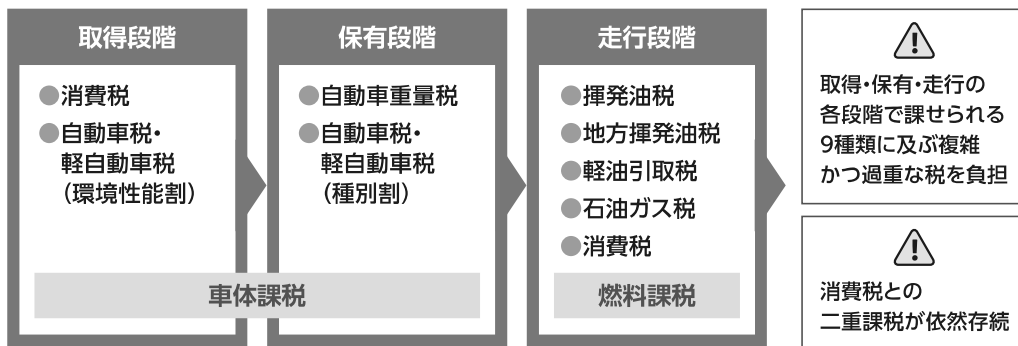 取得段階
●消費税
●自動車税・
軽自動車税
（環境性能割）
保有段階
●自動車重量税
●自動車税・
軽自動車税
（種別割）
車体課税
走行段階
●揮発油税
●地方揮発油税
●軽油引取税
●石油ガス税
●消費税
燃料課税
取得・保有・走行の
各段階で課せられる
9種類に及ぶ複雑
かつ過重な税を負担
消費税との
二重課税が依然存続